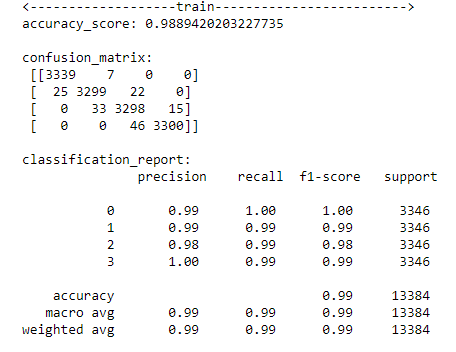 <-------------------train------------------------->
accuracy_score: 0.9889420203227735
confusion_matrix:
[[3339 7 0 0]
[ 25 3299 22 0]
[ 0 33 3298 15]
[ 0 0 46 3300]]
classification_report:
precision recall f1-score support
0 0.99 1.00 1.00 3346
1 0.99 0.99 0.99 3346
2 0.98 0.99 0.98 3346
3 1.00 0.99 0.99 3346
accuracy 0.99 13384
macro avg 0.99 0.99 0.99 13384
weighted avg 0.99 0.99 0.99 13384